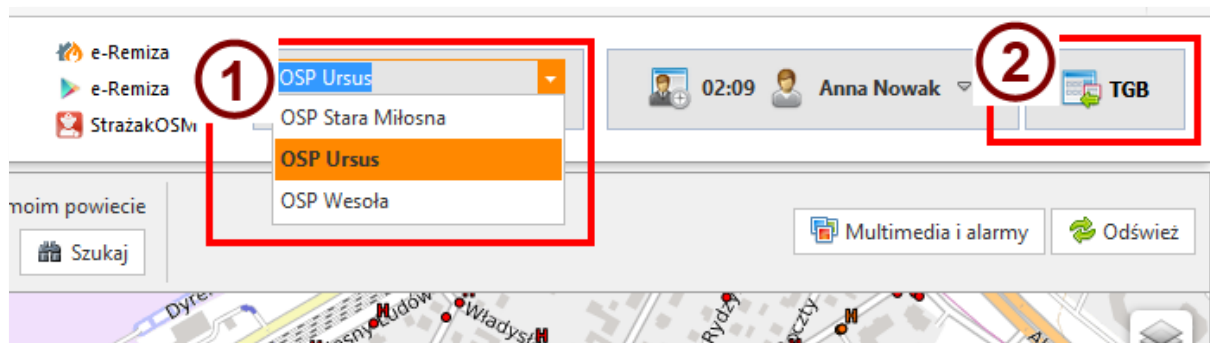 e-Remiza
e-Remiza
StrażakOSM
1
OSP Ursus
OSP Stara Miłosna
OSP Ursus
OSP Wesoła
02:09
Anna Nowak
2
TGB
moim powiecie
Szukaj
Multimedia i alarmy
Odśwież
H
H
H